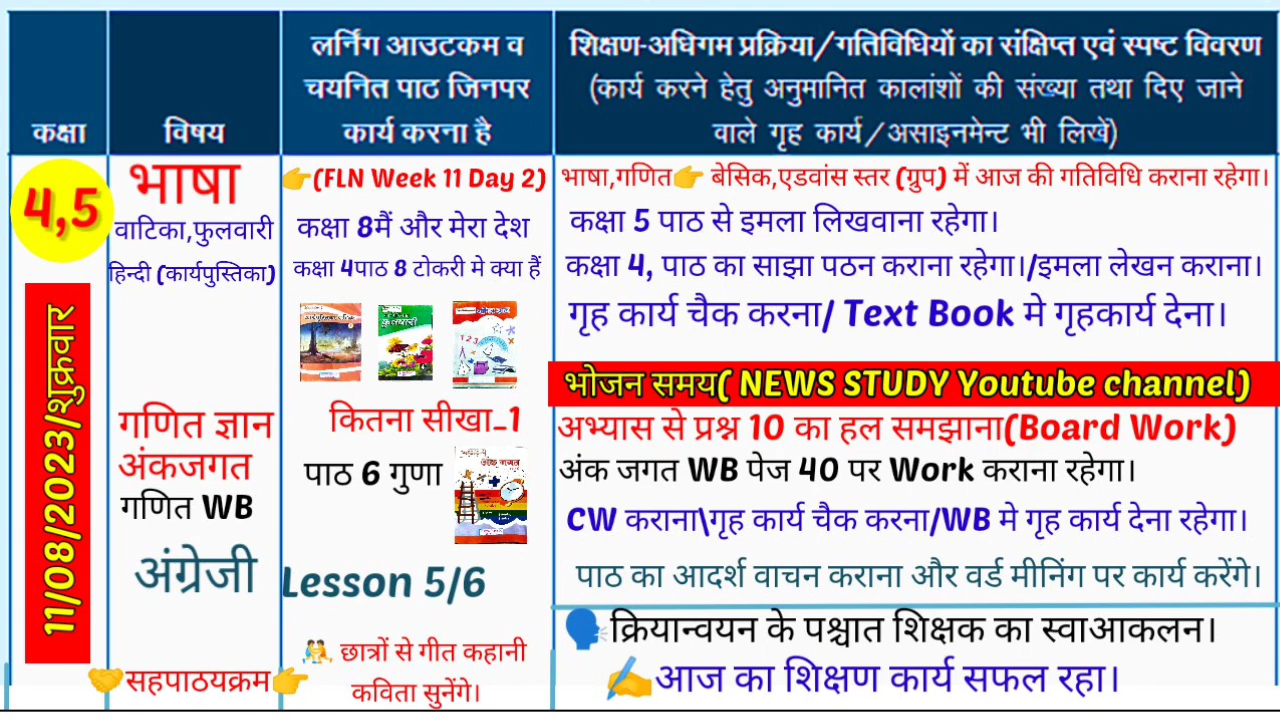 कक्षा
विषय
लर्निंग आउटकम व
चयनित पाठ जिनपर
कार्य करना है
शिक्षण-अधिगम प्रक्रिया/गतिविधियों का संक्षिप्त एवं स्पष्ट विवरण
(कार्य करने हेतु अनुमानित कालांशों की संख्या तथा दिए जाने
वाले गृह कार्य/असाइनमेन्ट भी लिखें)
4,5
11/08/2023/शुक्रवार
भाषा
वाटिका,फुलवारी
हिन्दी (कार्यपुस्तिका)
👉(FLN Week 11 Day 2)
कक्षा 8मैं और मेरा देश
कक्षा 4पाठ 8 टोकरी मे क्या हैं
फुलवारी
भाषा,गणित👉 बेसिक,एडवांस स्तर (ग्रुप) में आज की गतिविधि कराना रहेगा।
कक्षा 5 पाठ से इमला लिखवाना रहेगा।
कक्षा 4, पाठ का साझा पठन कराना रहेगा।/इमला लेखन कराना।
गृह कार्य चैक करना/ Text Book मे गृहकार्य देना।
भोजन समय( NEWS STUDY Youtube channel)
गणित ज्ञान
अंकजगत
गणित WB
कितना सीखा-1
पाठ 6 गुणा
अंक जगत
अभ्यास से प्रश्न 10 का हल समझाना(Board Work)
अंक जगत WB पेज 40 पर Work कराना रहेगा।
CW कराना\गृह कार्य चैक करना/WB मे गृह कार्य देना रहेगा।
अंग्रेजी
Lesson 5/6
पाठ का आदर्श वाचन कराना और वर्ड मीनिंग पर कार्य करेंगे।
🤝सहपाठयक्रम👉
छात्रों से गीत कहानी
कविता सुनेंगे।
🗣️क्रियान्वयन के पश्चात शिक्षक का स्वाआकलन।
✍️आज का शिक्षण कार्य सफल रहा।